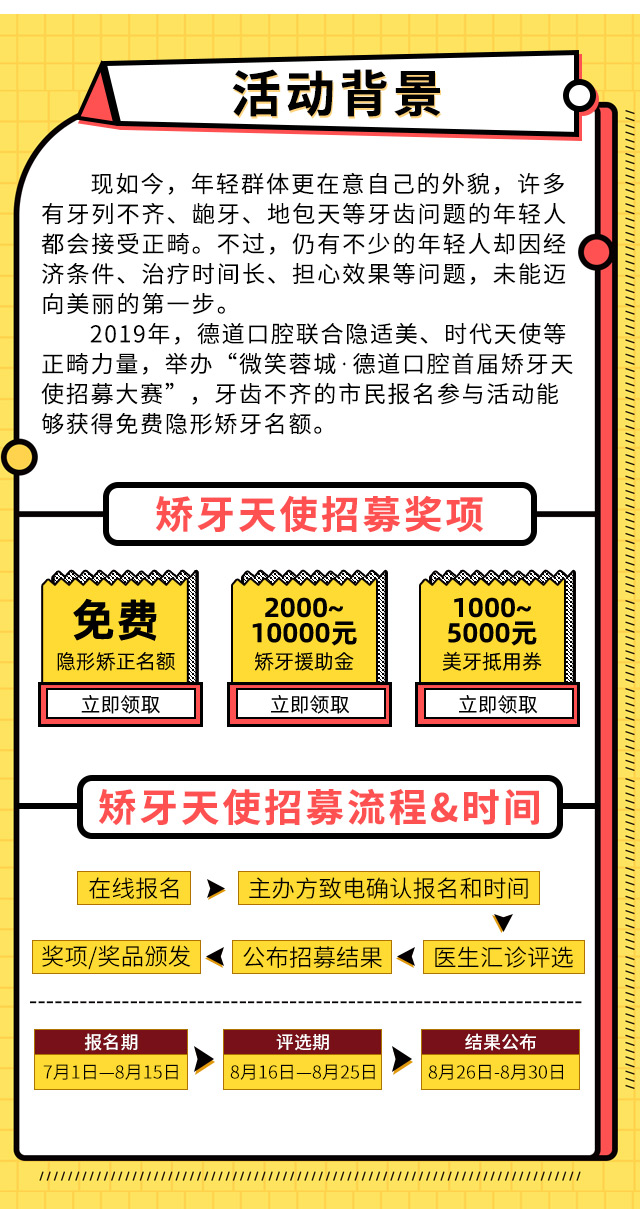 活动背景
现如今，年轻群体更在意自己的外貌，许多
有牙列不齐、龅牙、地包天等牙齿问题的年轻人
都会接受正畸。不过，仍有不少的年轻人却因经
济条件、治疗时间长、担心效果等问题，未能迈
向美丽的第一步。
2019年，德道口腔联合隐适美、时代天使等
正畸力量，举办“微笑蓉城·德道口腔首届矫牙天
使招募大赛”，牙齿不齐的市民报名参与活动能
够获得免费隐形矫牙名额。
矫牙天使招募奖项
免费
隐形矫正名额
立即领取
2000~
10000元
矫牙援助金
立即领取
1000~
5000元
美牙抵用券
立即领取
矫牙天使招募流程&时间
在线报名
主办方致电确认报名和时间
奖项/奖品颁发
公布招募结果
医生汇诊评选
报名期
7月1日—8月15日
评选期
8月16日—8月25日
结果公布
8月26日-8月30日